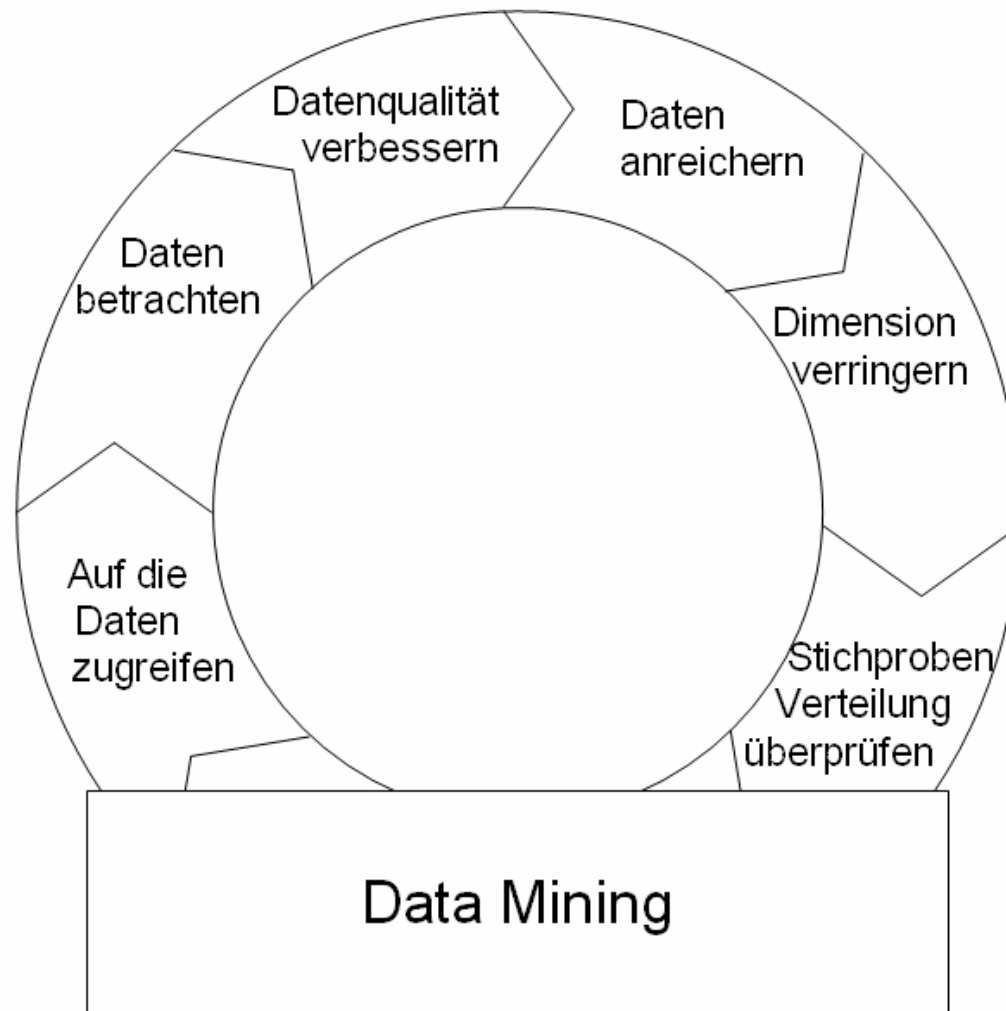 Auf die
Daten
zugreifen
Daten
betrachten
Datenqualität
verbessern
Daten
anreichern
Dimension
verringern
Stichproben
Verteilung
überprüfen
Data Mining